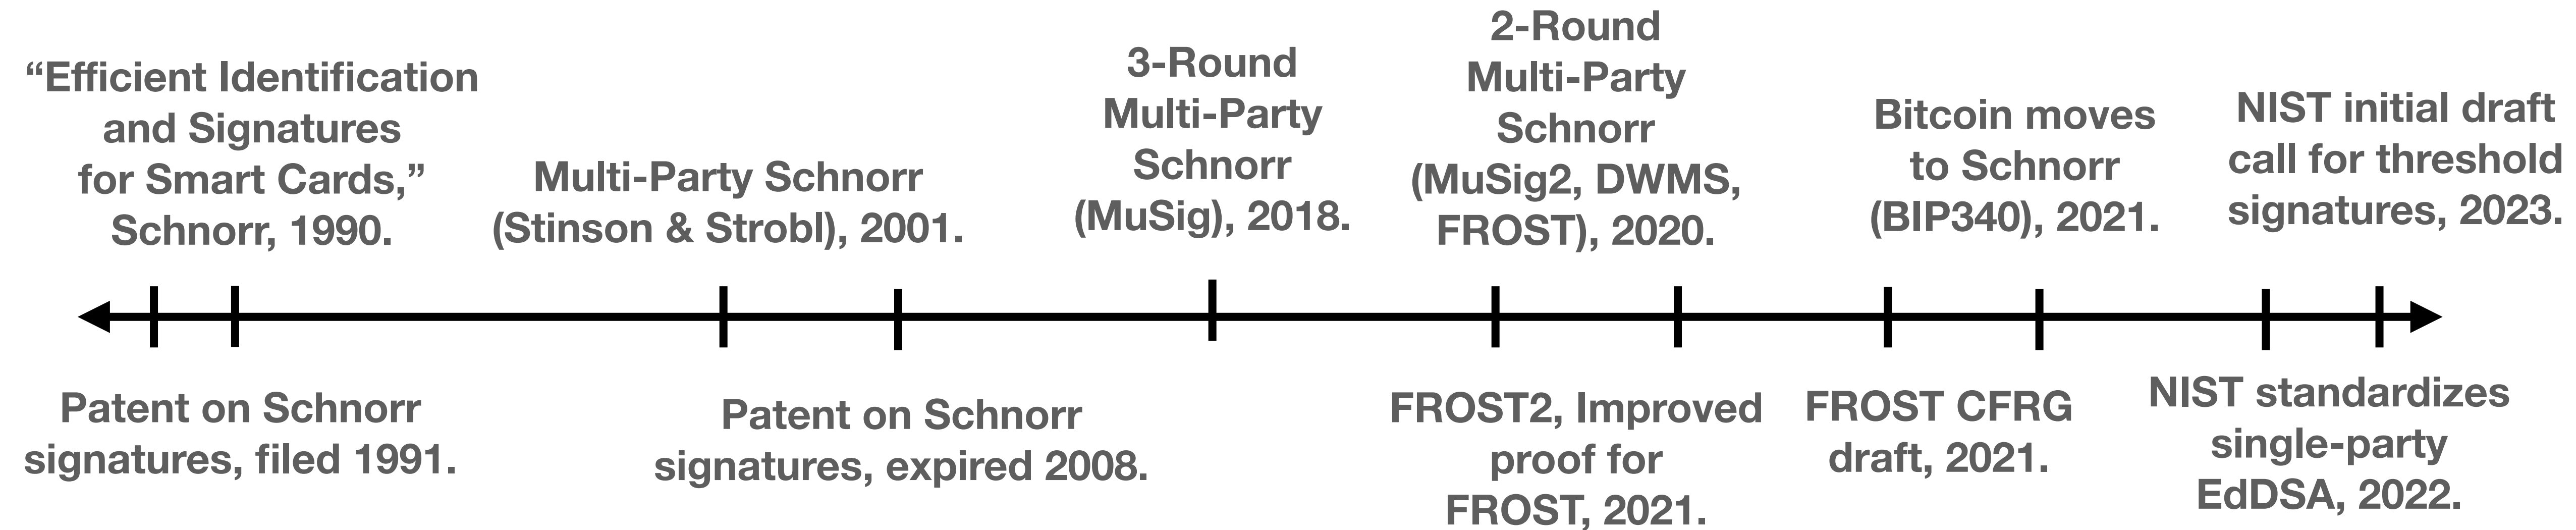 “Efficient Identification
and Signatures
for Smart Cards,”
Schnorr, 1990.
Multi-Party Schnorr
(Stinson & Strobl), 2001.
3-Round
Multi-Party
Schnorr
(MuSig), 2018.
2-Round
Multi-Party
Schnorr
(MuSig2, DWMS,
FROST), 2020.
Bitcoin moves
to Schnorr
(BIP340), 2021.
NIST initial draft
call for threshold
signatures, 2023.
Patent on Schnorr
signatures, filed 1991.
Patent on Schnorr
signatures, expired 2008.
FROST2, Improved
proof for
FROST, 2021.
FROST CFRG
draft, 2021.
NIST standardizes
single-party
EdDSA, 2022.